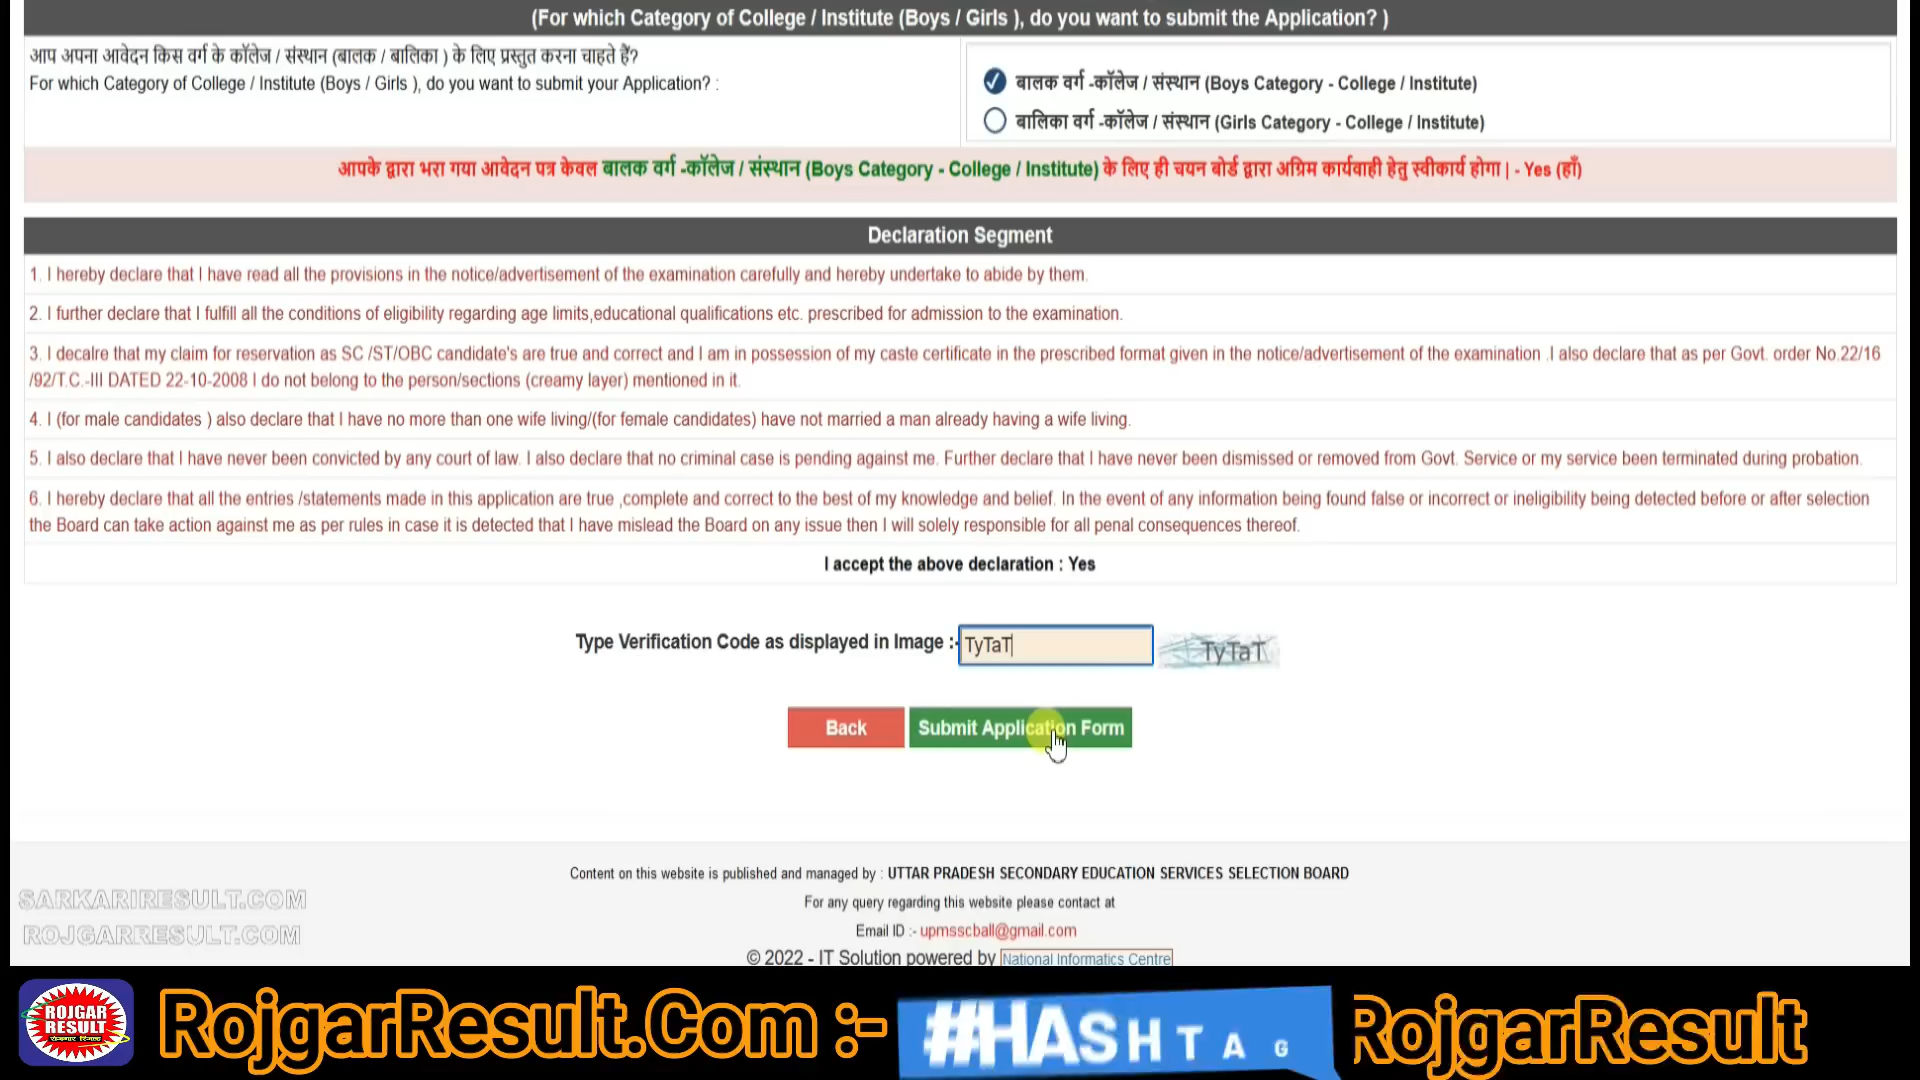 (For which Category of College / Institute (Boys / Girls ), do you want to submit the Application? )
आप अपना आवेदन किस वर्ग के कॉलेज / संस्थान (बालक / बालिका ) के लिए प्रस्तुत करना चाहते हैं?
For which Category of College / Institute (Boys / Girls ), do you want to submit your Application? :
बालक वर्ग -कॉलेज / संस्थान (Boys Category - College / Institute)
बालिका वर्ग -कॉलेज / संस्थान (Girls Category - College / Institute)
आपके द्वारा भरा गया आवेदन पत्र केवल बालक वर्ग -कॉलेज / संस्थान (Boys Category - College / Institute) के लिए ही चयन बोर्ड द्वारा अग्रिम कार्यवाही हेतु स्वीकार्य होगा | - Yes (हाँ)
Declaration Segment
1. I hereby declare that I have read all the provisions in the notice/advertisement of the examination carefully and hereby undertake to abide by them.
2. I further declare that I fulfill all the conditions of eligibility regarding age limits,educational qualifications etc. prescribed for admission to the examination.
3. I decalre that my claim for reservation as SC /ST/OBC candidate's are true and correct and I am in possession of my caste certificate in the prescribed format given in the notice/advertisement of the examination .I also declare that as per Govt. order No.22/16
/92/T.C.-III DATED 22-10-2008 I do not belong to the person/sections (creamy layer) mentioned in it.
4. I (for male candidates ) also declare that I have no more than one wife living/(for female candidates) have not married a man already having a wife living.
5. I also declare that I have never been convicted by any court of law. I also declare that no criminal case is pending against me. Further declare that I have never been dismissed or removed from Govt. Service or my service been terminated during probation.
6. I hereby declare that all the entries /statements made in this application are true ,complete and correct to the best of my knowledge and belief. In the event of any information being found false or incorrect or ineligibility being detected before or after selection
the Board can take action against me as per rules in case it is detected that I have mislead the Board on any issue then I will solely responsible for all penal consequences thereof.
I accept the above declaration : Yes
Type Verification Code as displayed in Image :- TyTaT TyTaT
Back Submit Application Form
Content on this website is published and managed by : UTTAR PRADESH SECONDARY EDUCATION SERVICES SELECTION BOARD
For any query regarding this website please contact at
Email ID :- upmsscball@gmail.com
© 2022 - IT Solution powered by National Informatics Centre
SARKARIRESULT.COM
ROJGARRESULT.COM
ROJGAR
RESULT
रोजगार रिजल्ट
RojgarResult.Com :- #HASHTAG RojgarResult